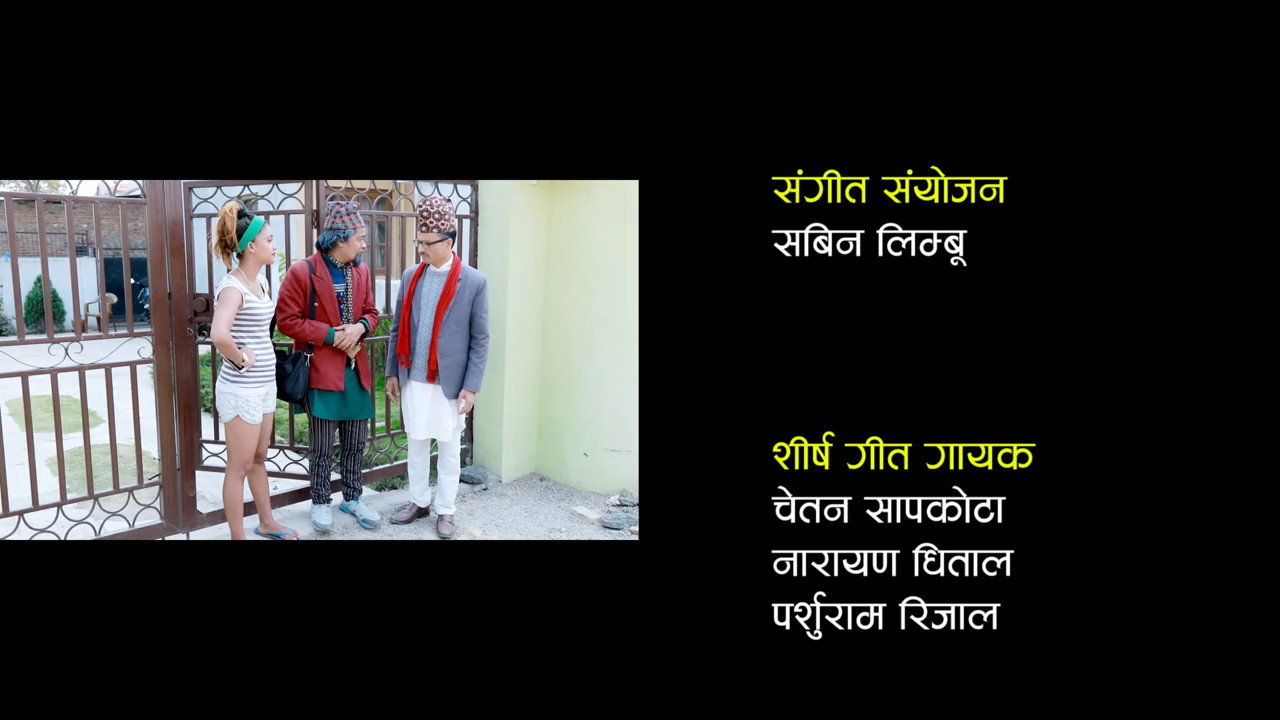 संगीत संयोजन
सबिन लिम्बू
शीर्ष गीत गायक
चेतन सापकोटा
नारायण धिताल
पर्शुराम रिजाल